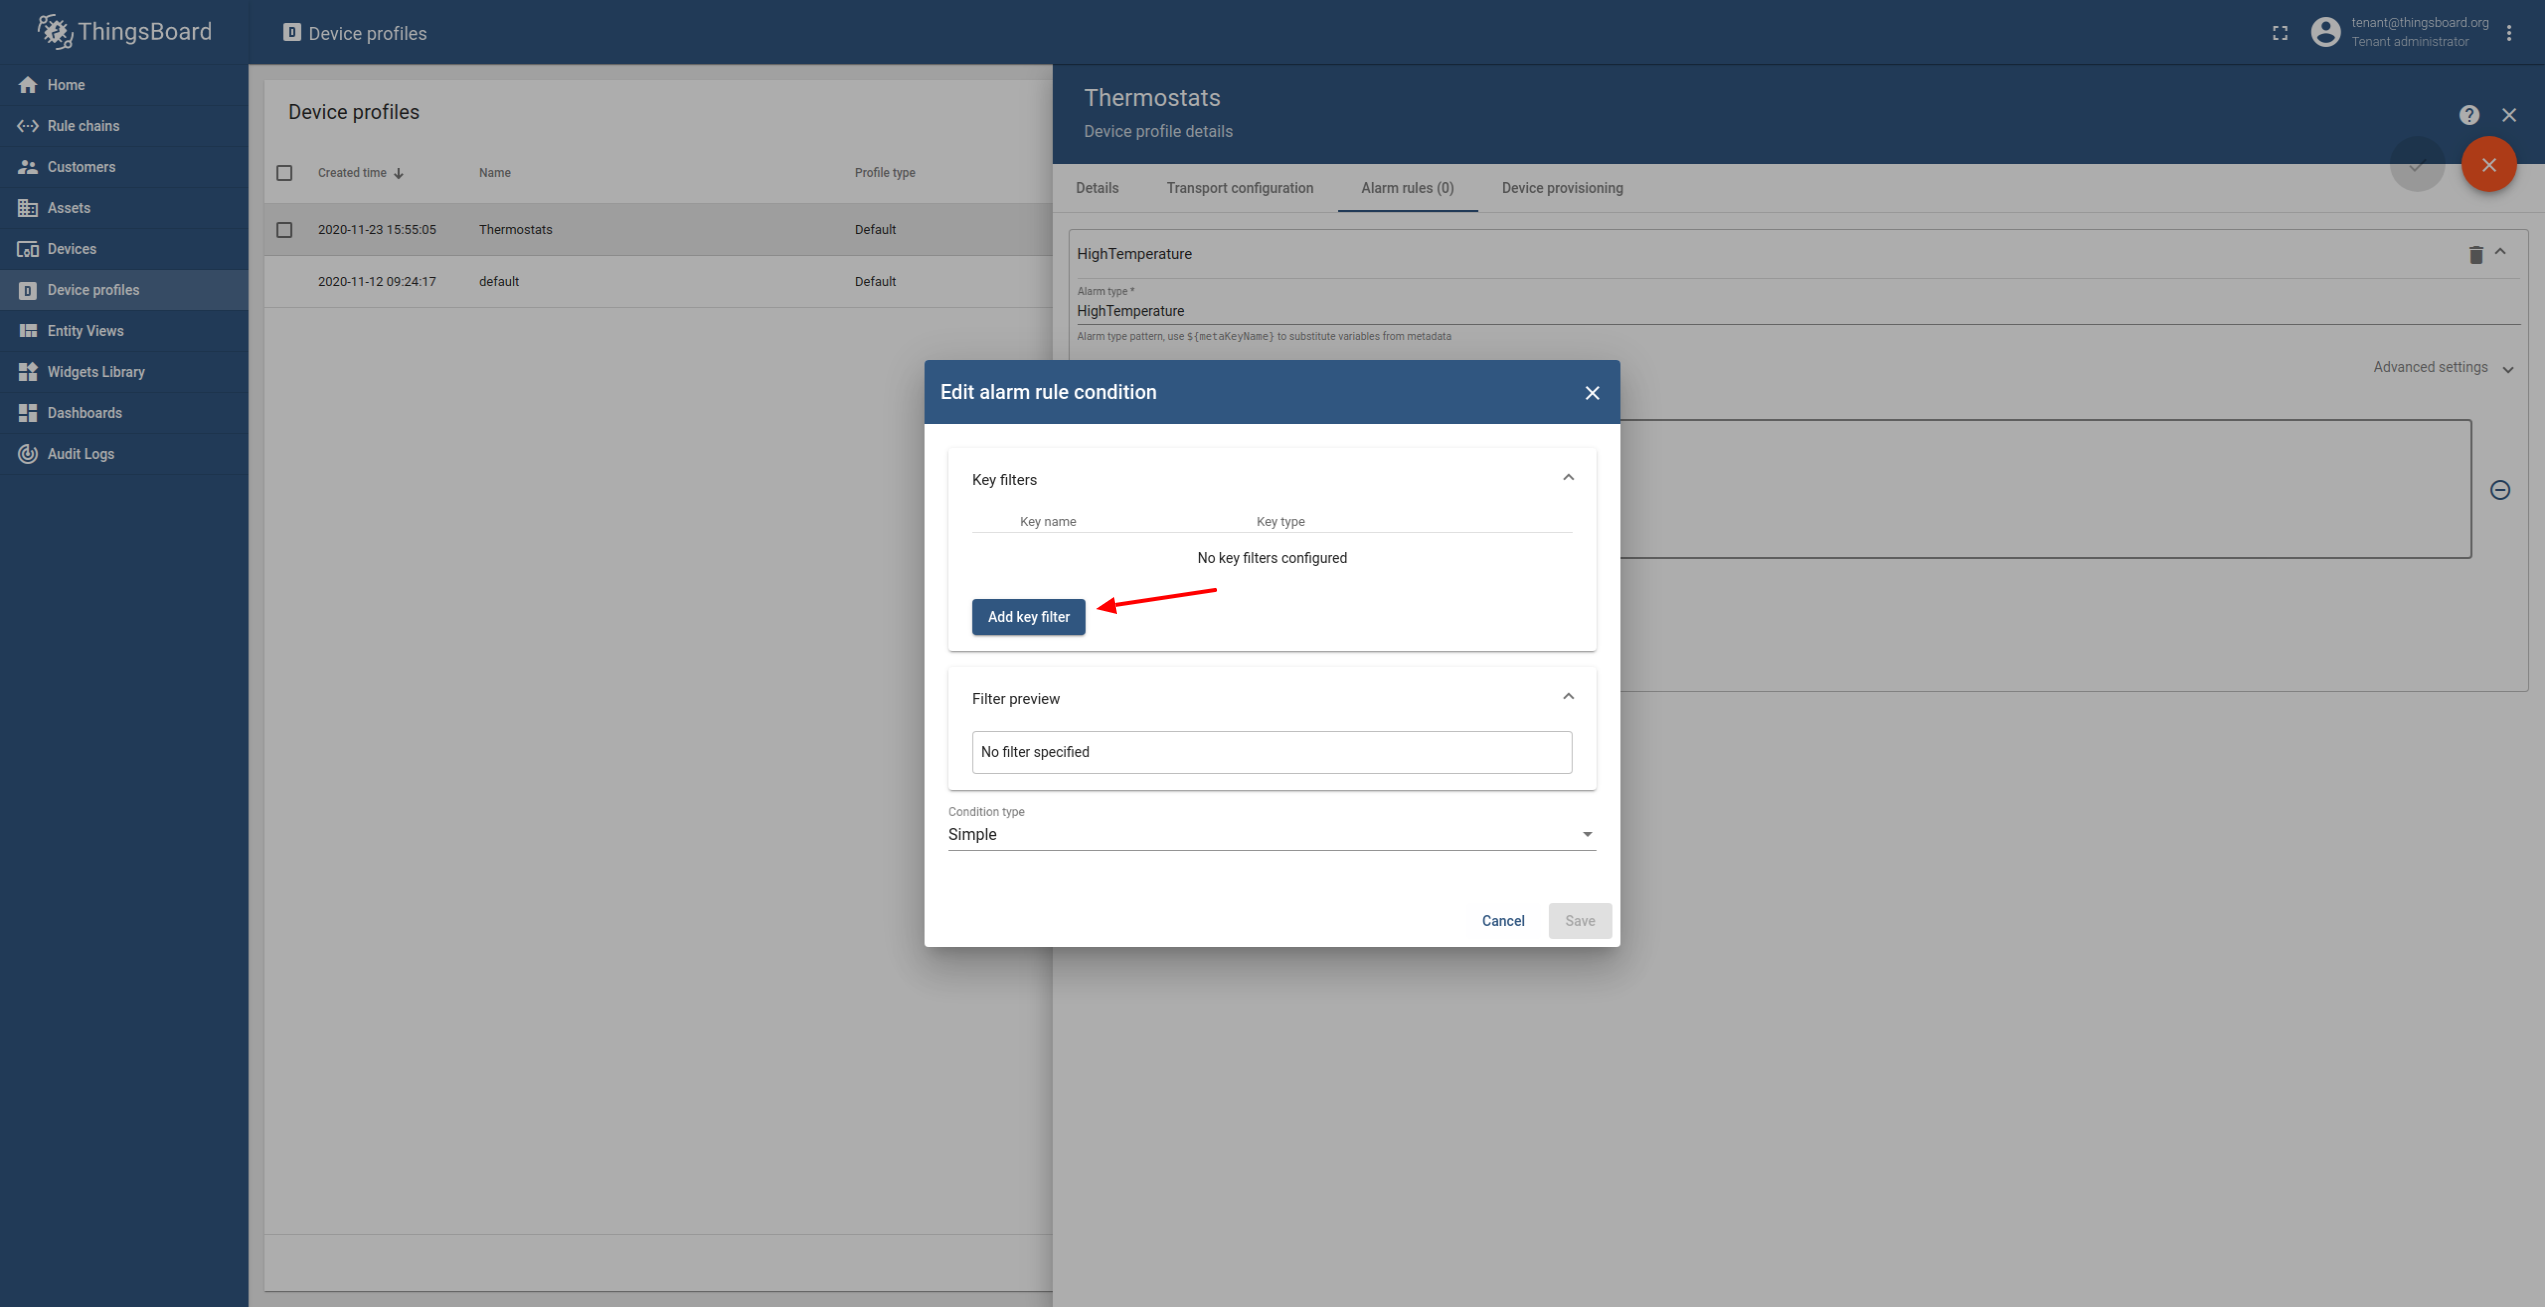 ThingsBoard
Device profiles
tenant@thingsboard.org
Tenant administrator
Home
Rule chains
Customers
Assets
Devices
Device profiles
Entity Views
Widgets Library
Dashboards
Audit Logs
Device profiles
Created time
Name
Profile type
2020-11-23 15:55:05
Thermostats
Default
2020-11-12 09:24:17
default
Default
Thermostats
Device profile details
Details
Transport configuration
Alarm rules (0)
Device provisioning
HighTemperature
Alarm type *
HighTemperature
Alarm type pattern, use ${metaKeyName} to substitute variables from metadata
Advanced settings
Edit alarm rule condition
Key filters
Key name
Key type
No key filters configured
Add key filter
Filter preview
No filter specified
Condition type
Simple
Cancel
Save